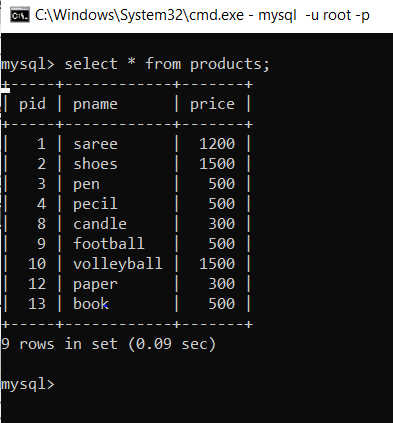 C:\Windows\System32\cmd.exe - mysql  -u root -p
mysql> select * from products;
+-----+------------+-------+
| pid | pname      | price |
+-----+------------+-------+
|   1 | saree      |  1200 |
|   2 | shoes      |  1500 |
|   3 | pen        |   500 |
|   4 | pecil      |   500 |
|   8 | candle     |   300 |
|   9 | football   |   500 |
|  10 | volleyball |  1500 |
|  12 | paper      |   300 |
|  13 | book       |   500 |
+-----+------------+-------+
9 rows in set (0.09 sec)
mysql>